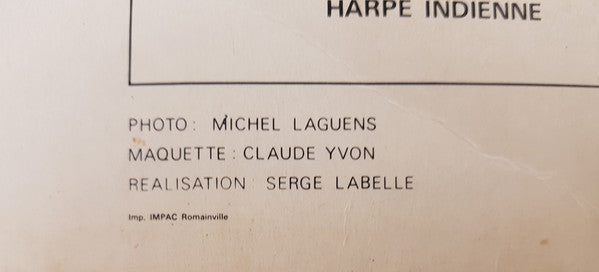 HARPE INDIENNE
PHOTO: MICHEL LAGUENS
MAQUETTE: CLAUDE YVON
REALISATION: SERGE LABELLE
Imp. IMPAC Romainville